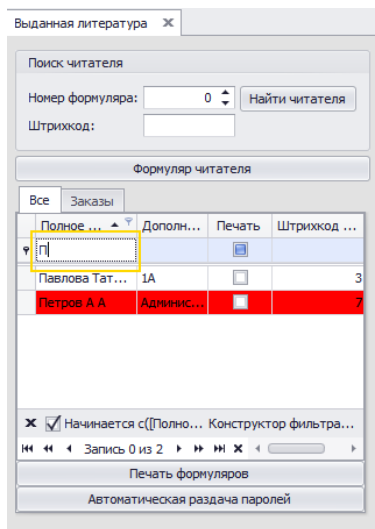 Выданная литература
Поиск читателя
Номер формуляра: 0 Найти читателя
Штрихкод:
Формуляр читателя
Все Заказы
Полное ... Дополн... Печать Штрихкод ...
П
Павлова Тат... 1А 3
Петров А А Админис... 7
Начинается с([Полно... Конструктор фильтра...
Запись 0 из 2
Печать формуляров
Автоматическая раздача паролей